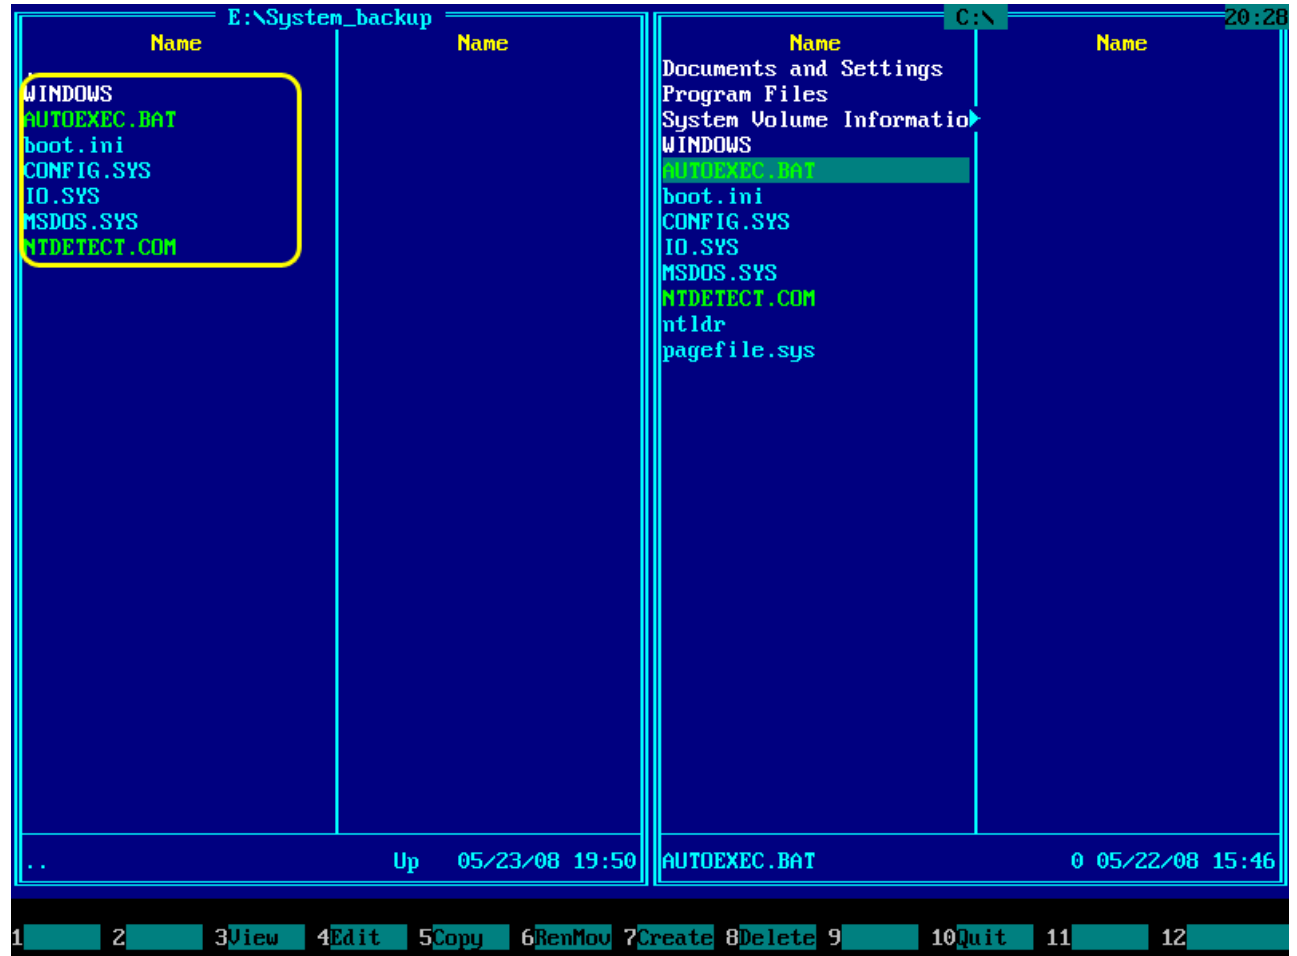 E:\System_backup
Name Name
..
WINDOWS
AUTOEXEC.BAT
boot.ini
CONFIG.SYS
IO.SYS
MSDOS.SYS
NTDETECT.COM
.. Up 05/23/08 19:50
C:\ 20:28
Name Name
Documents and Settings
Program Files
System Volume Informatio
WINDOWS
AUTOEXEC.BAT
boot.ini
CONFIG.SYS
IO.SYS
MSDOS.SYS
NTDETECT.COM
ntldr
pagefile.sys
AUTOEXEC.BAT 0 05/22/08 15:46
1 2 3View 4Edit 5Copy 6RenMov 7Create 8Delete 9 10Quit 11 12